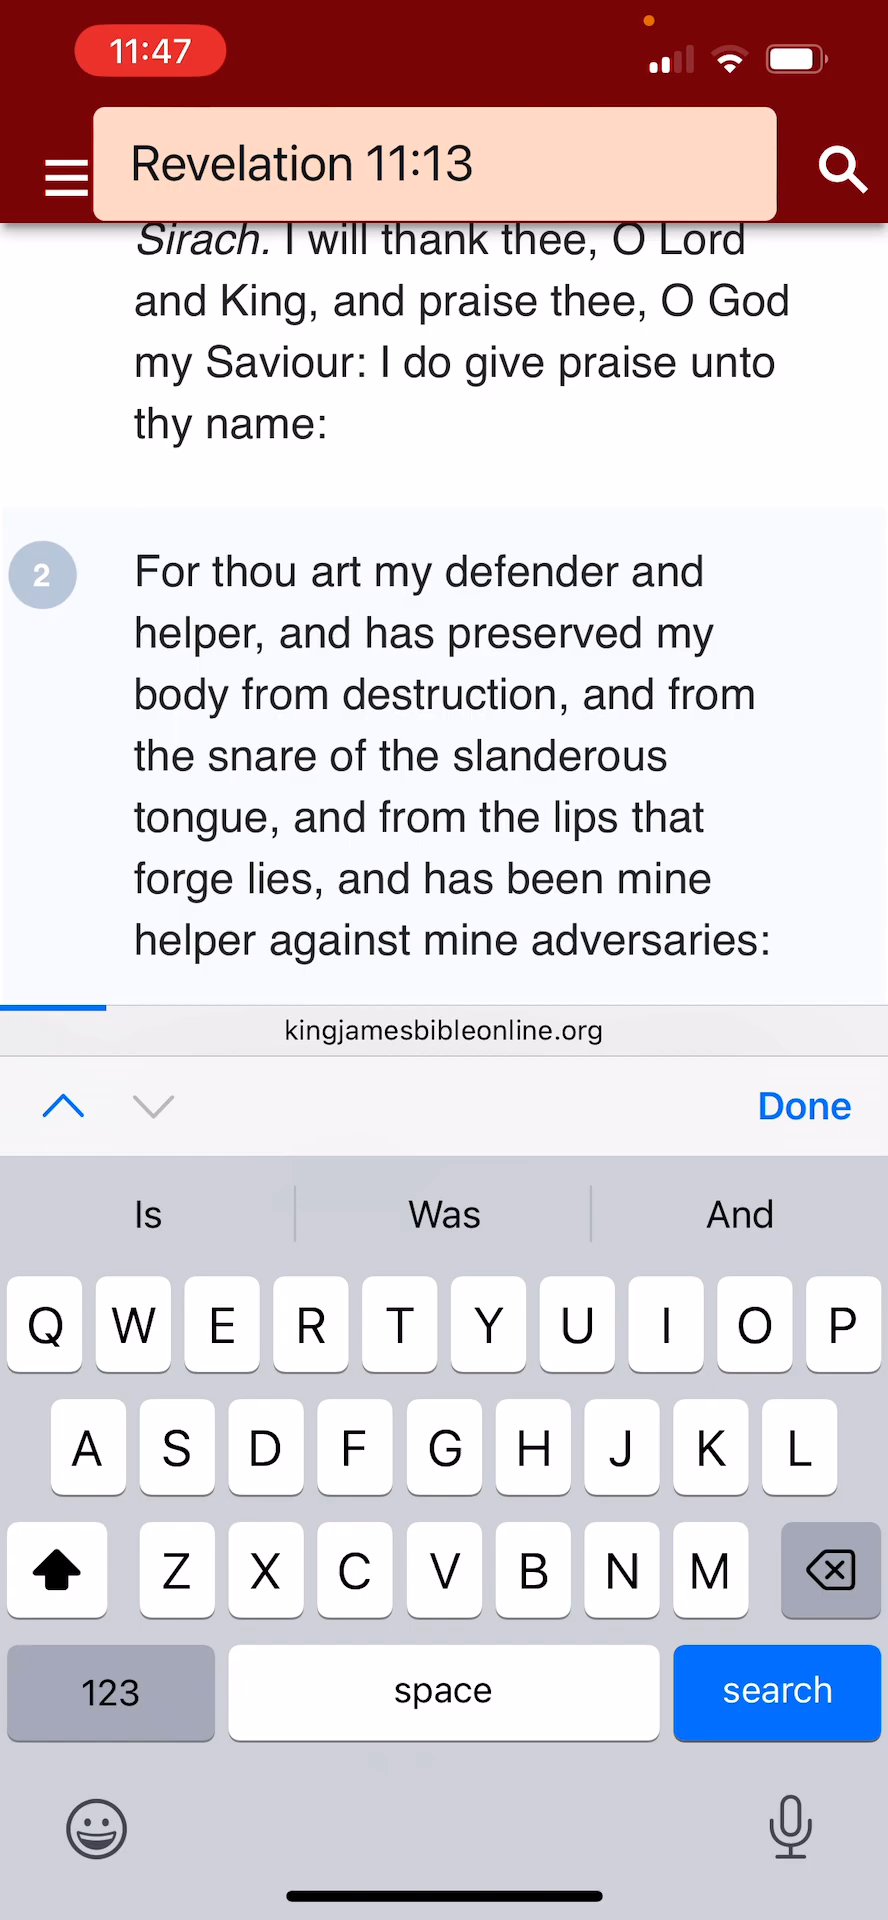 11:47
Revelation 11:13
Sirach. I will thank thee, O Lord
and King, and praise thee, O God
my Saviour: I do give praise unto
thy name:
2
For thou art my defender and
helper, and has preserved my
body from destruction, and from
the snare of the slanderous
tongue, and from the lips that
forge lies, and has been mine
helper against mine adversaries:
kingjamesbibleonline.org
Done
Is Was And
Q W E R T Y U I O P
A S D F G H J K L
Z X C V B N M
123 space search